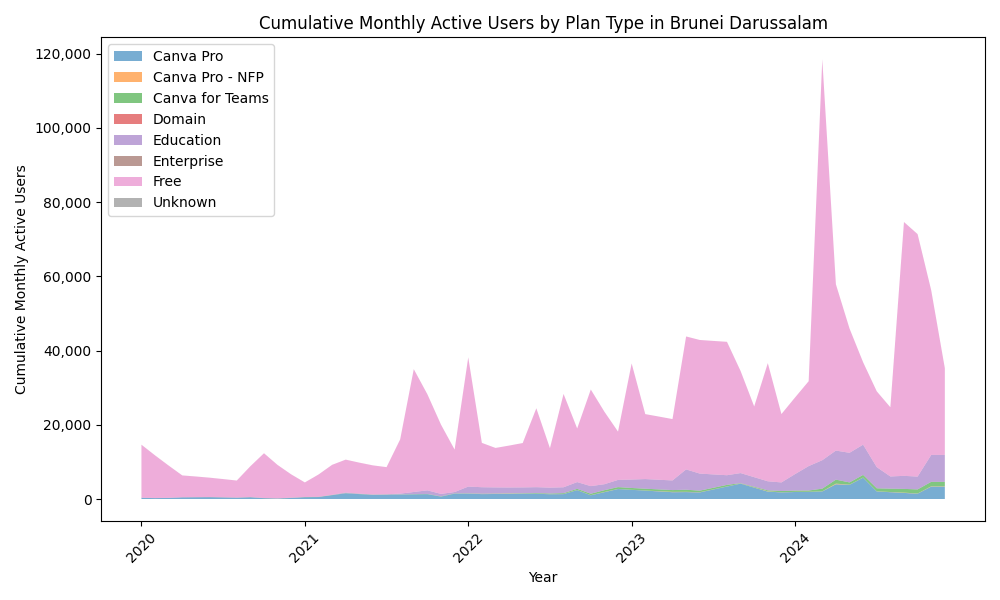 Cumulative Monthly Active Users by Plan Type in Brunei Darussalam
Canva Pro
Canva Pro - NFP
Canva for Teams
Domain
Education
Enterprise
Free
Unknown
Cumulative Monthly Active Users
120,000
100,000
80,000
60,000
40,000
20,000
0
2020
2021
2022
2023
2024
Year